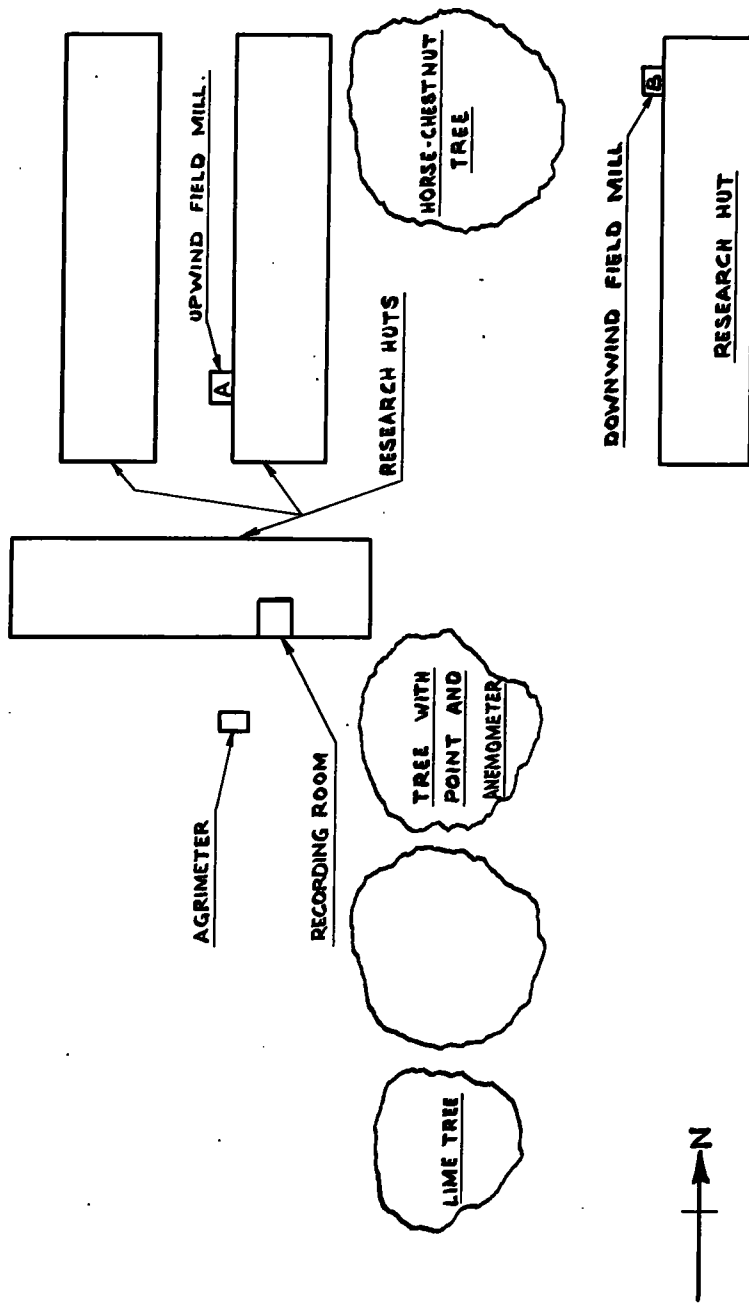 AGRIMETER
UPWIND FIELD MILL.
A
RECORDING ROOM
RESEARCH HUTS
LIME TREE
TREE WITH
POINT AND
ANEMOMETER
HORSE-CHESTNUT
TREE
DOWNWIND FIELD MILL
B
RESEARCH HUT
N